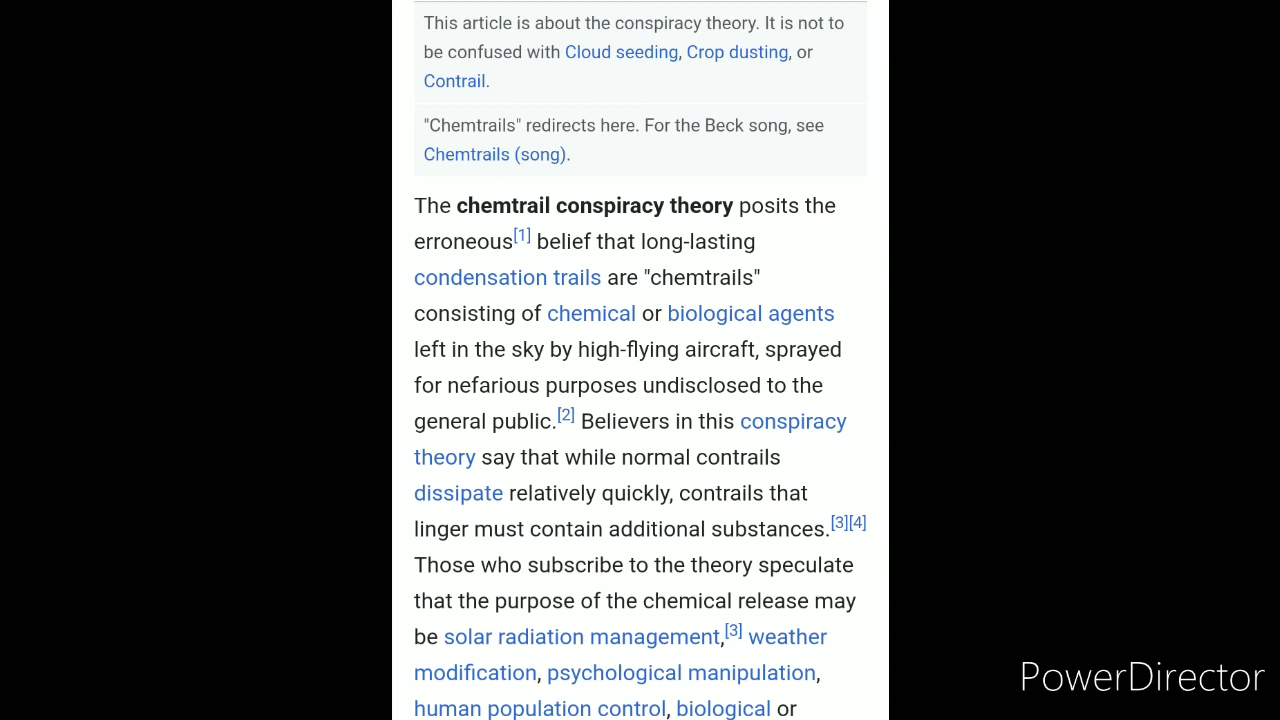 This article is about the conspiracy theory. It is not to
be confused with Cloud seeding, Crop dusting, or
Contrail.
"Chemtrails" redirects here. For the Beck song, see
Chemtrails (song).
The chemtrail conspiracy theory posits the
erroneous[1] belief that long-lasting
condensation trails are "chemtrails"
consisting of chemical or biological agents
left in the sky by high-flying aircraft, sprayed
for nefarious purposes undisclosed to the
general public.[2] Believers in this conspiracy
theory say that while normal contrails
dissipate relatively quickly, contrails that
linger must contain additional substances.[3][4]
Those who subscribe to the theory speculate
that the purpose of the chemical release may
be solar radiation management,[3] weather
modification, psychological manipulation,
human population control, biological or
PowerDirector